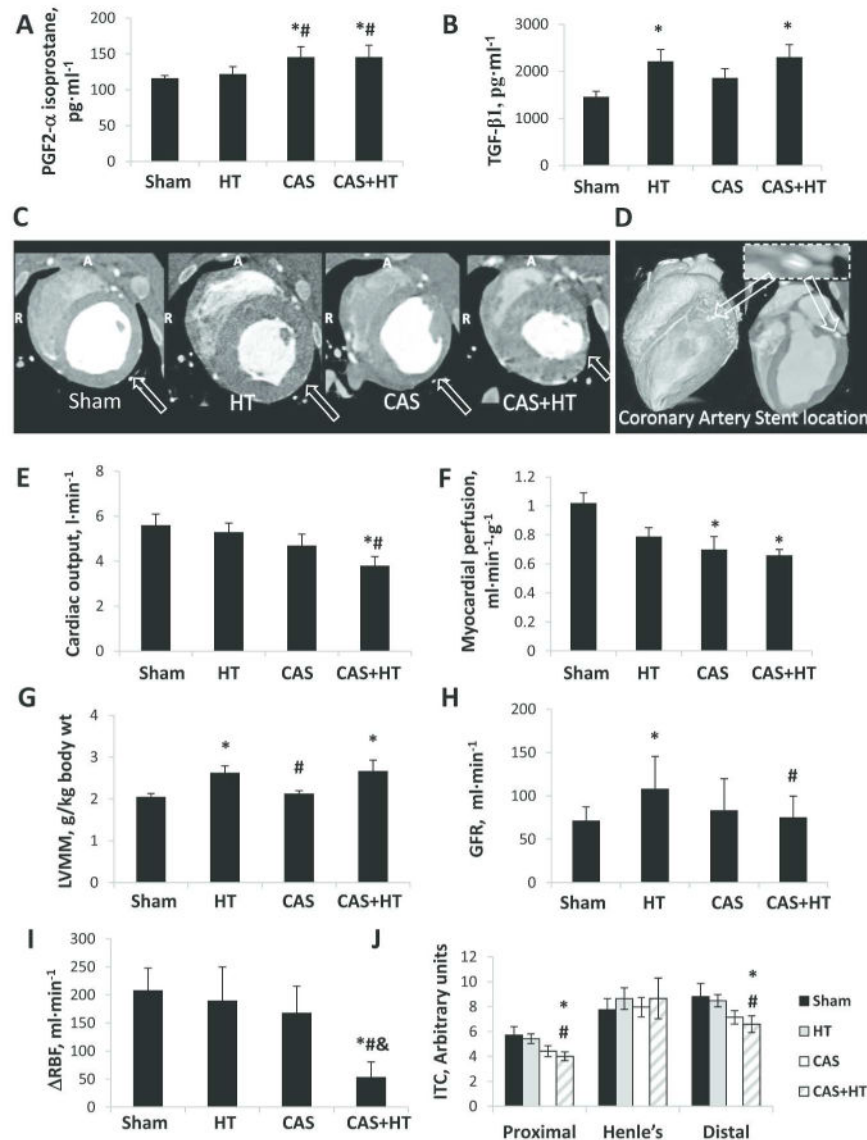 A
PGF2-α isoprostane,
pg·ml⁻¹
200
150
100
50
0
*#
*#
Sham HT CAS CAS+HT
B
TGF-β1, pg·ml⁻¹
3000
2000
1000
0
*
*
Sham HT CAS CAS+HT
C
A
A
R
R
R
Sham
HT
CAS
CAS+HT
D
Coronary Artery Stent location
E
Cardiac output, l·min⁻¹
8
6
4
2
0
*#
Sham HT CAS CAS+HT
F
Myocardial perfusion,
ml·min⁻¹·g⁻¹
1.2
1
0.8
0.6
0.4
0.2
0
*
*
Sham HT CAS CAS+HT
G
LVMM, g/kg body wt
4
3
2
1
0
*
#
*
Sham HT CAS CAS+HT
H
GFR, ml·min⁻¹
200
150
100
50
0
*
#
Sham HT CAS CAS+HT
I
ΔRBF, ml·min⁻¹
300
250
200
150
100
50
0
*#&
Sham HT CAS CAS+HT
J
ITC, Arbitrary units
12
10
8
6
4
2
0
*
#
*
#
Proximal Henle's Distal
Sham
HT
CAS
CAS+HT